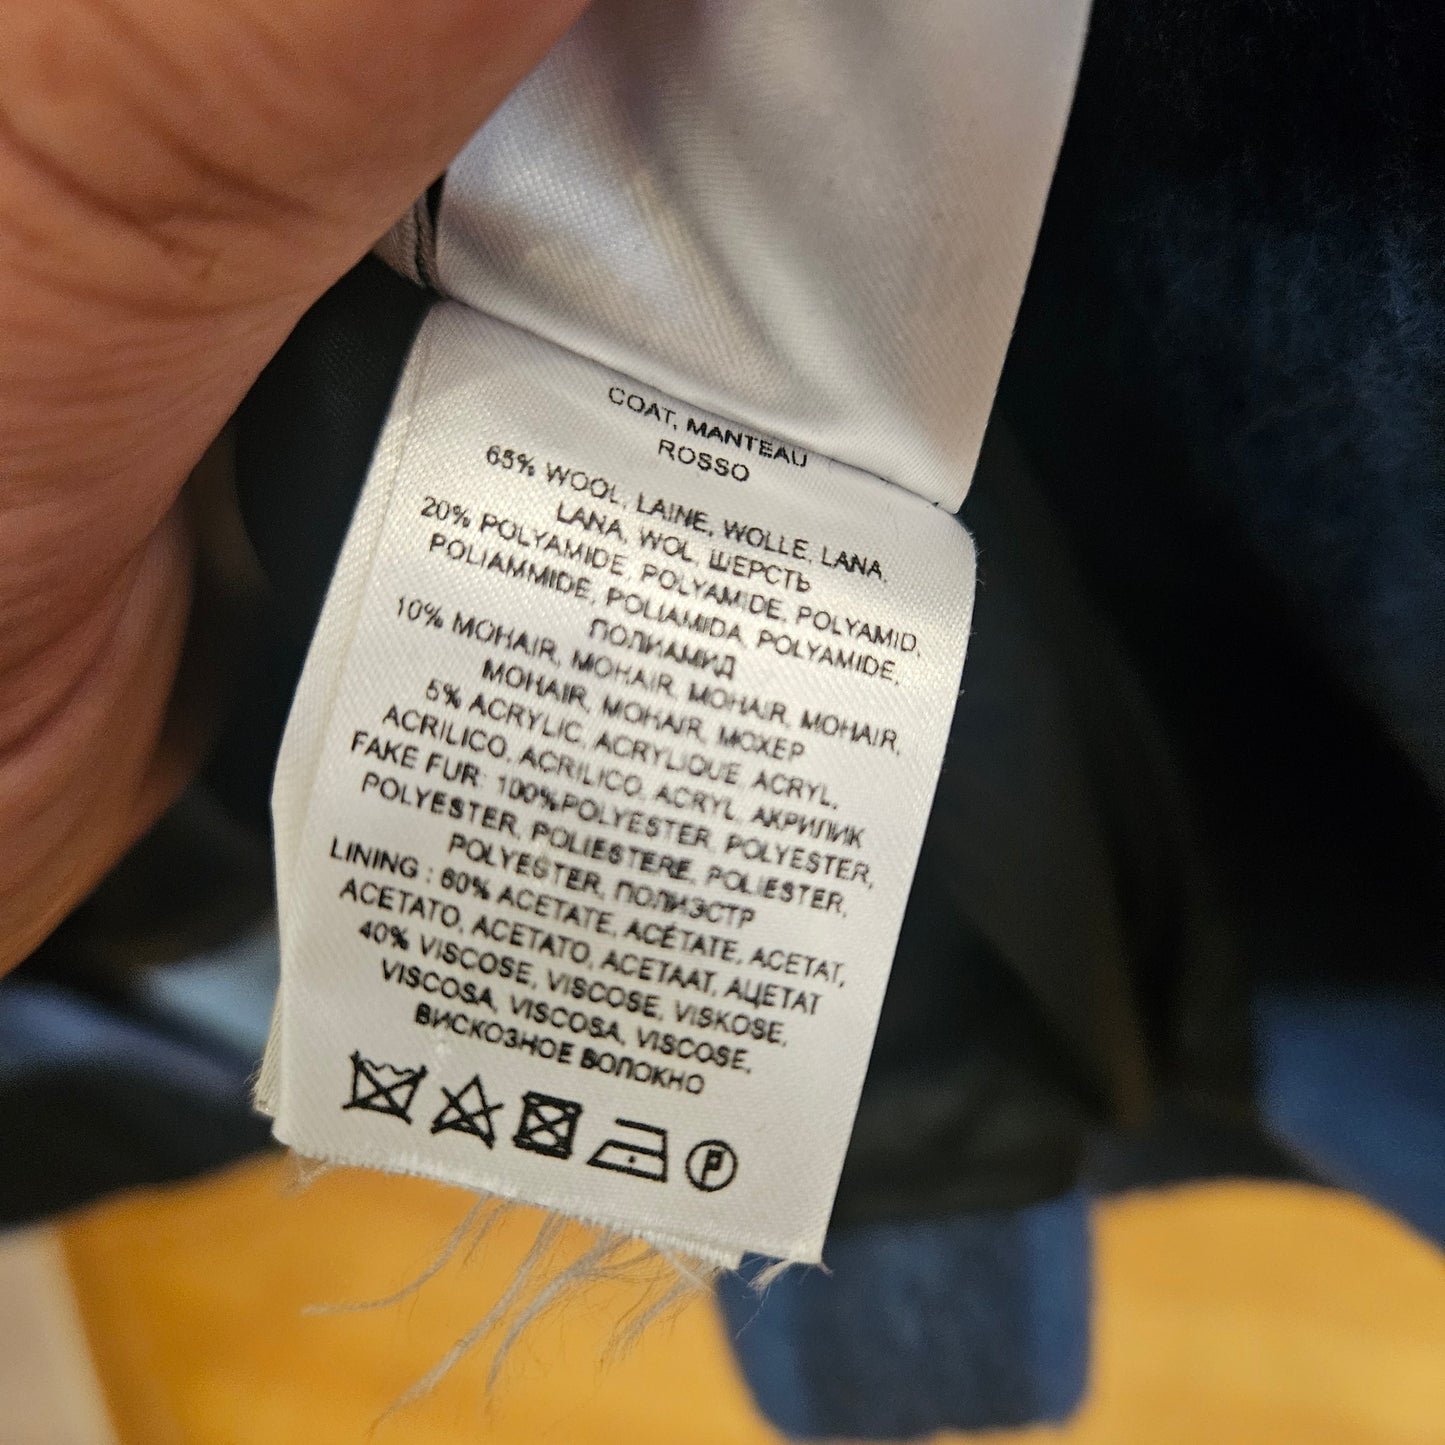 COAT, MANTEAU
ROSSO
65% WOOL, LAINE, WOLLE, LANA,
LANA, WOL, ШЕРСТЬ
20% POLYAMIDE, POLYAMIDE, POLYAMID,
POLIAMMIDE, POLIAMIDA, POLYAMIDE,
ПОЛИАМИД
10% MOHAIR, MOHAIR, MOHAIR, MOHAIR,
MOHAIR, MOHAIR, МОХЕР
5% ACRYLIC, ACRYLIQUE, ACRYL,
ACRILICO, ACRILICO, ACRYL, АКРИЛИК
FAKE FUR: 100%POLYESTER, POLYESTER,
POLYESTER, POLIESTERE, POLIESTER,
POLYESTER, ПОЛИЭСТР
LINING : 60% ACETATE, ACÉTATE, ACETAT,
ACETATO, ACETATO, ACETAAT, АЦЕТАТ
40% VISCOSE, VISCOSE, VISKOSE,
VISCOSA, VISCOSA, VISCOSE,
ВИСКОЗНОЕ ВОЛОКНО
P